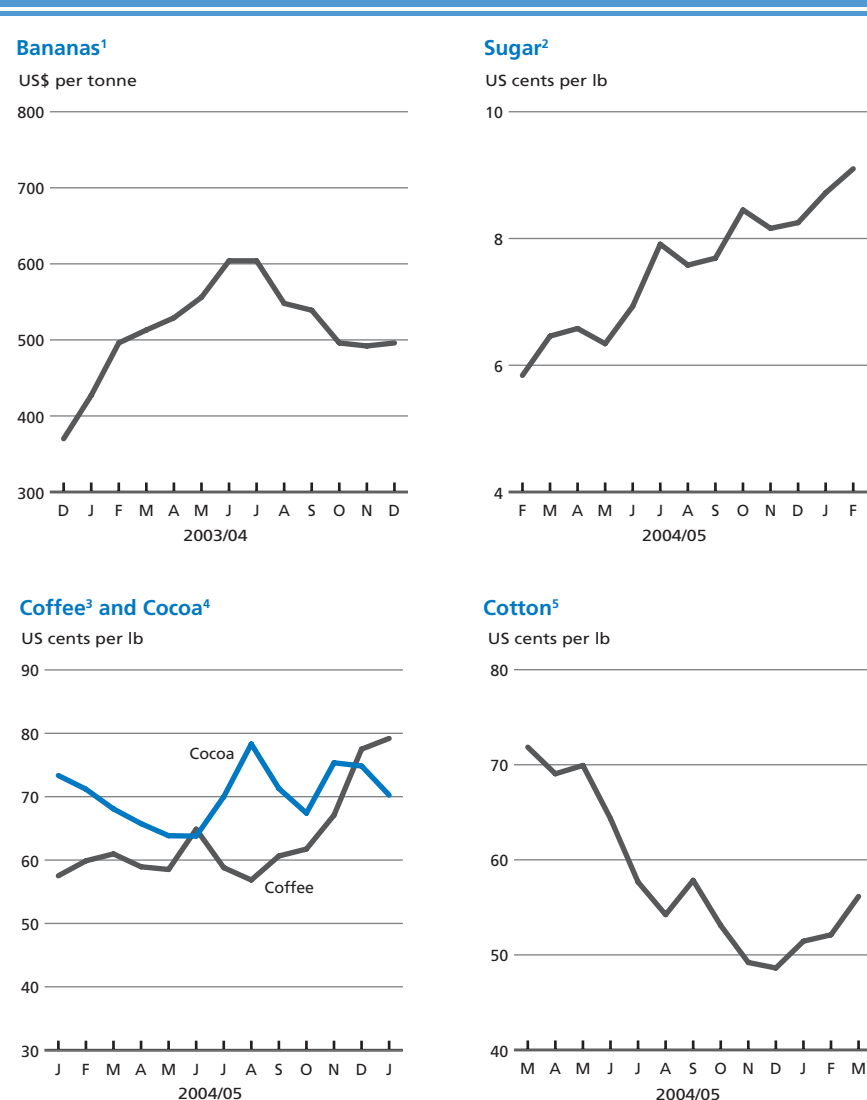 Bananas¹
US$ per tonne
800
700
600
500
400
300
D J F M A M J J A S O N D
2003/04
Sugar²
US cents per lb
10
8
6
4
F M A M J J A S O N D J F
2004/05
Coffee³ and Cocoa⁴
US cents per lb
90
80
70
60
50
40
30
Cocoa
Coffee
J F M A M J J A S O N D J
2004/05
Cotton⁵
US cents per lb
80
70
60
50
40
M A M J J A S O N D J F M
2004/05